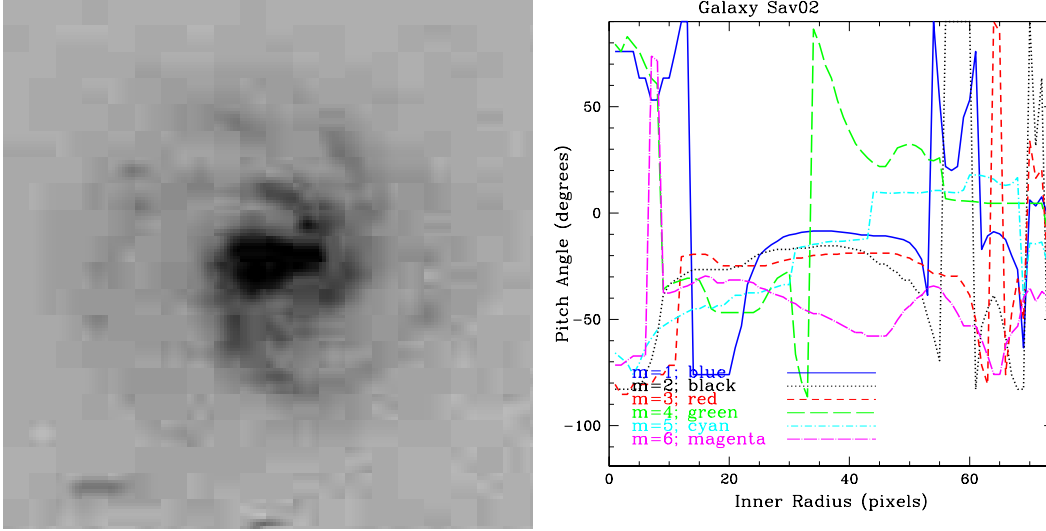 Galaxy Sav02
Pitch Angle (degrees)
50
0
−50
−100
m=1; blue
m=2; black
m=3; red
m=4; green
m=5; cyan
m=6; magenta
0 20 40 60
Inner Radius (pixels)